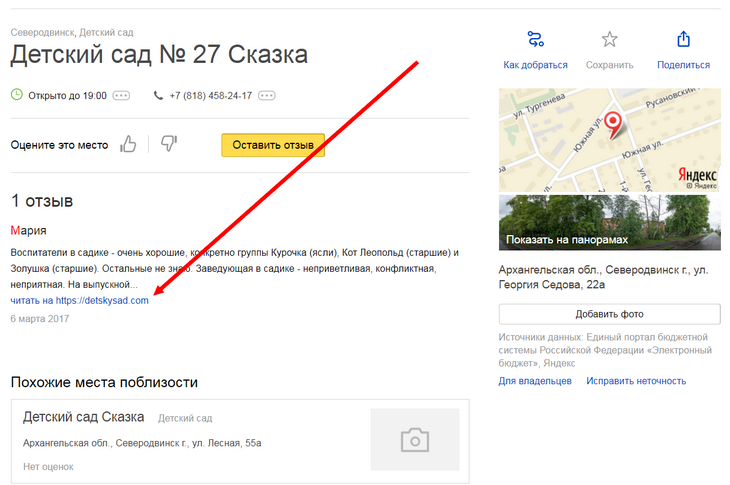 Северодвинск, Детский сад
Детский сад № 27 Сказка
Открыто до 19:00
+7 (818) 458-24-17
Оцените это место
Оставить отзыв
1 отзыв
Мария
Воспитатели в садике - очень хорошие, конкретно группы Курочка (ясли), Кот Леопольд (старшие) и
Золушка (старшие). Остальные не знаю. Заведующая в садике - неприветливая, конфликтная,
неприятная. На выпускной...
читать на https://detskysad.com
6 марта 2017
Похожие места поблизости
Детский сад Сказка Детский сад
Архангельская обл., Северодвинск г., ул. Лесная, 55а
Нет оценок
Как добраться
Сохранить
Поделиться
ул. Тургенева
Русановский
Южная ул.
Южная ул.
Яндекс
© Яндекс
Показать на панорамах
Архангельская обл., Северодвинск г., ул.
Георгия Седова, 22а
Добавить фото
Источники данных: Единый портал бюджетной
системы Российской Федерации «Электронный
бюджет», Яндекс
Для владельцев Исправить неточность